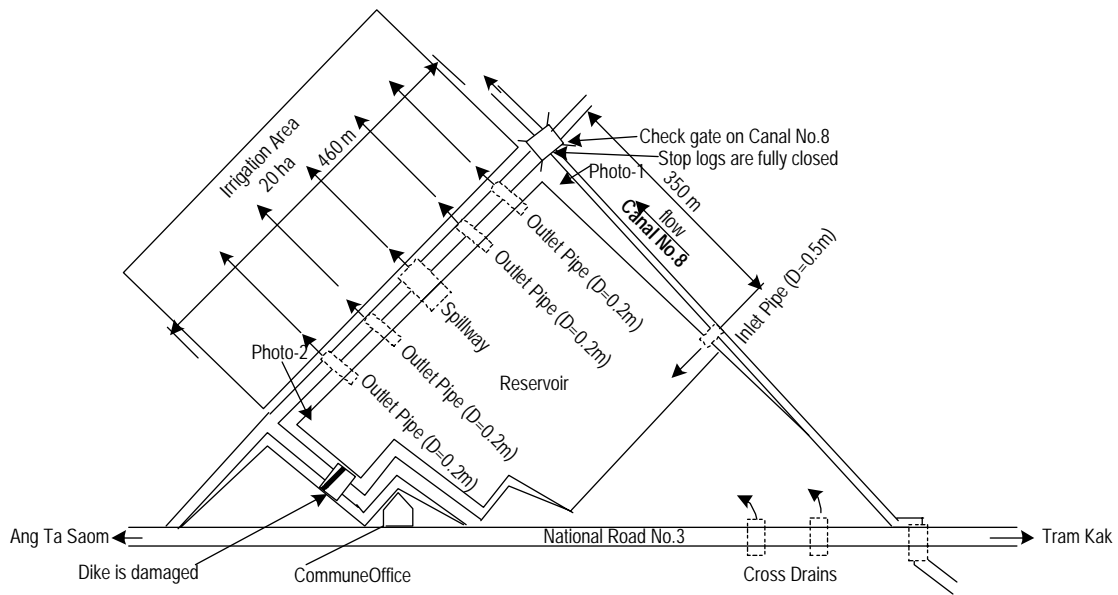 Irrigation Area
20 ha
460 m
Check gate on Canal No.8
Stop logs are fully closed
Photo-1
350 m
flow
Canal No.8
Outlet Pipe (D=0.2m)
Outlet Pipe (D=0.2m)
Spillway
Inlet Pipe (D=0.5m)
Photo-2
Outlet Pipe (D=0.2m)
Reservoir
Outlet Pipe (D=0.2m)
Ang Ta Saom
National Road No.3
Tram Kak
Dike is damaged
CommuneOffice
Cross Drains